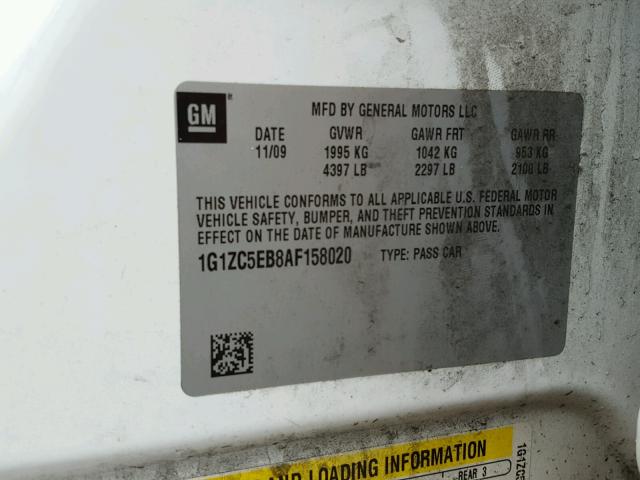 GM
MFD BY GENERAL MOTORS LLC
DATE GVWR GAWR FRT GAWR RR
11/09 1995 KG 1042 KG 953 KG
4397 LB 2297 LB 2100 LB
THIS VEHICLE CONFORMS TO ALL APPLICABLE U.S. FEDERAL MOTOR
VEHICLE SAFETY, BUMPER, AND THEFT PREVENTION STANDARDS IN
EFFECT ON THE DATE OF MANUFACTURE SHOWN ABOVE.
1G1ZC5EB8AF158020 TYPE: PASS CAR
AND LOADING INFORMATION
REAR 3
1G1ZC5